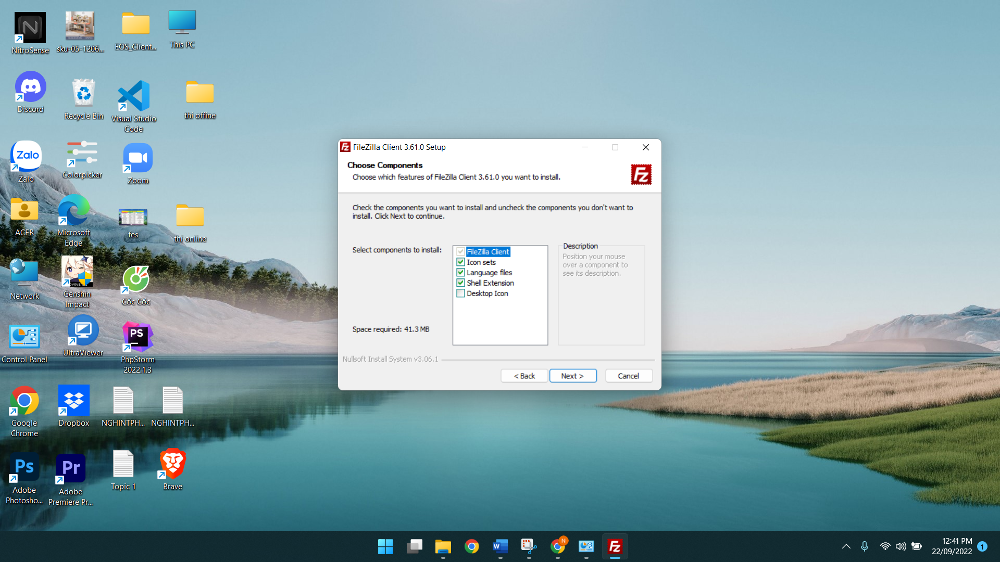 NitroSense
sku-05-1206...
EOS_Client...
This PC
Discord
Recycle Bin
Visual Studio
Code
thi offine
Zalo
Zalo
Colorpicker
Zoom
ACER
Microsoft
Edge
fes
thi online
Network
Genshin
Impact
Cốc Cốc
Control Panel
UltraViewer
PS
PhpStorm
2022.1.3
Google
Chrome
Dropbox
NGHINTPH...
NGHINTPH...
Ps
Adobe
Photosho...
Pr
Adobe
Premiere Pr...
Topic 1
Brave
Fz
FileZilla Client 3.61.0 Setup
Choose Components
Choose which features of FileZilla Client 3.61.0 you want to install.
Fz
Check the components you want to install and uncheck the components you don't want to
install. Click Next to continue.
Select components to install:
FileZilla Client
Icon sets
Language files
Shell Extension
Desktop Icon
Description
Position your mouse
over a component to
see its description.
Space required: 41.3 MB
Nullsoft Install System v3.06.1
< Back
Next >
Cancel
W
N
Fz
12:41 PM
22/09/2022
1